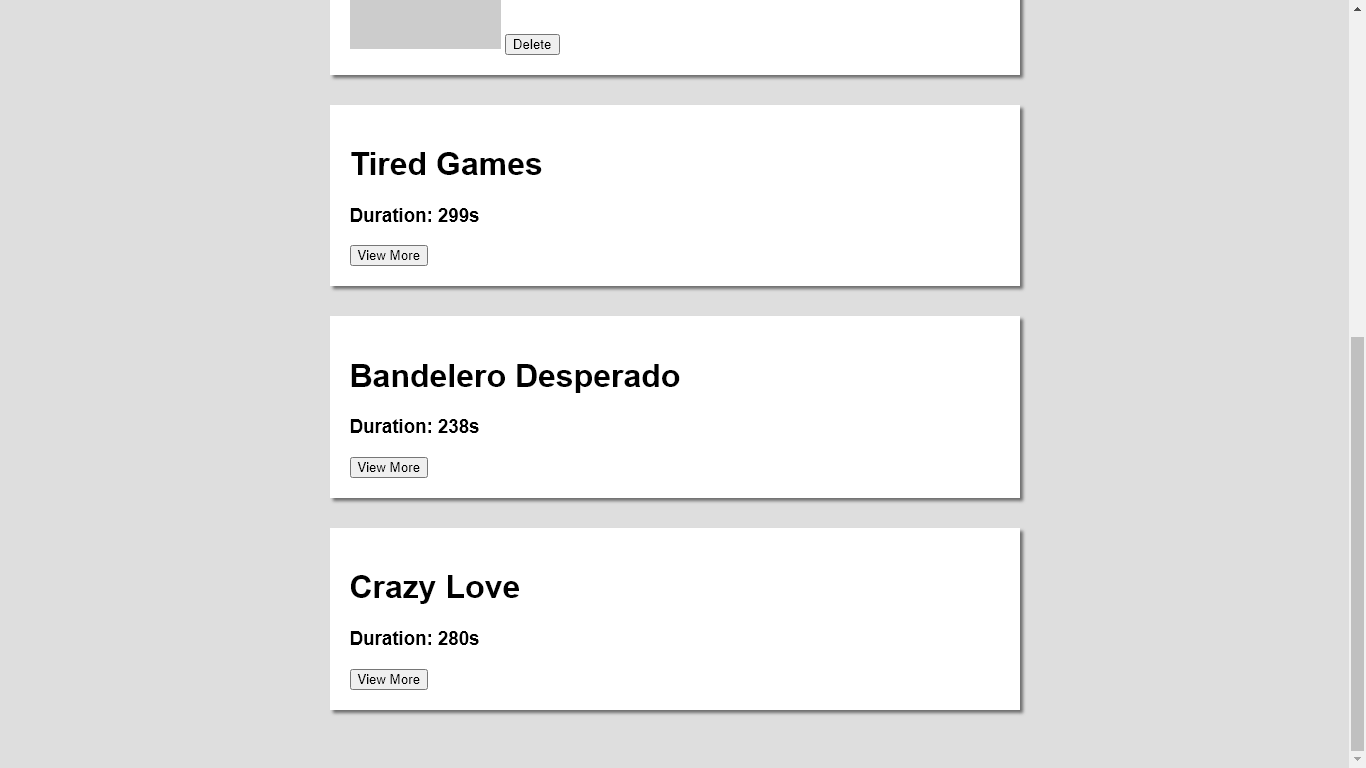 Delete
Tired Games
Duration: 299s
View More
Bandelero Desperado
Duration: 238s
View More
Crazy Love
Duration: 280s
View More